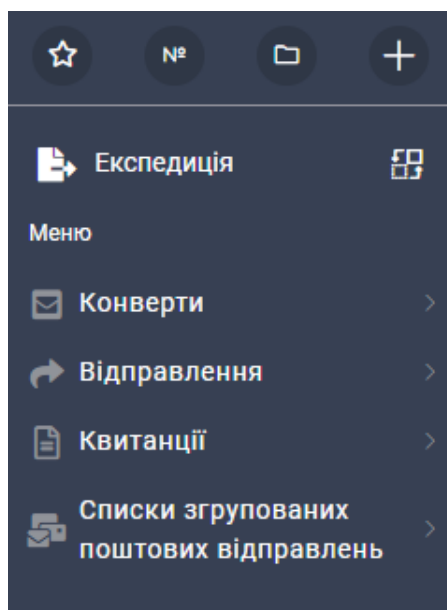 №
Експедиція
Меню
Конверти
Відправлення
Квитанції
Списки згрупованих
поштових відправлень